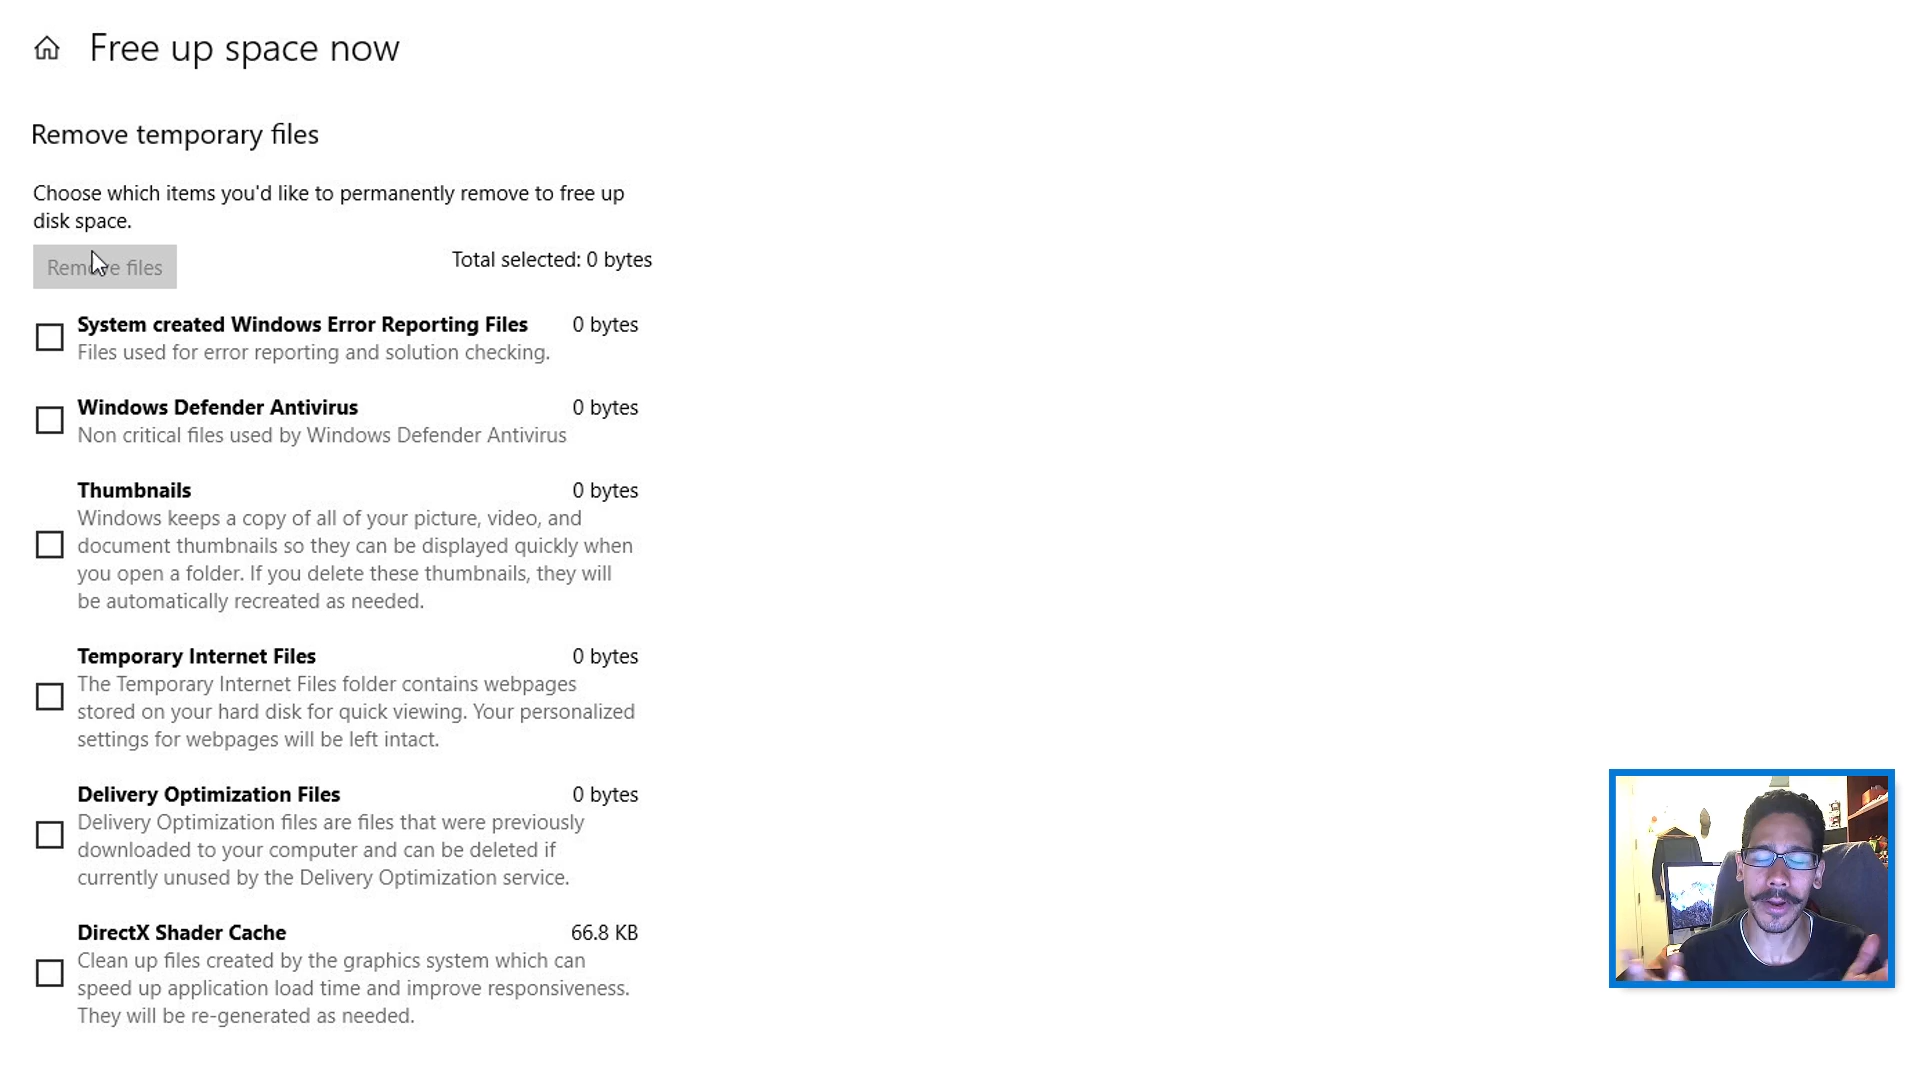 Free up space now
Remove temporary files
Choose which items you'd like to permanently remove to free up
disk space.
Remove files
Total selected: 0 bytes
System created Windows Error Reporting Files 0 bytes
Files used for error reporting and solution checking.
Windows Defender Antivirus 0 bytes
Non critical files used by Windows Defender Antivirus
Thumbnails 0 bytes
Windows keeps a copy of all of your picture, video, and
document thumbnails so they can be displayed quickly when
you open a folder. If you delete these thumbnails, they will
be automatically recreated as needed.
Temporary Internet Files 0 bytes
The Temporary Internet Files folder contains webpages
stored on your hard disk for quick viewing. Your personalized
settings for webpages will be left intact.
Delivery Optimization Files 0 bytes
Delivery Optimization files are files that were previously
downloaded to your computer and can be deleted if
currently unused by the Delivery Optimization service.
DirectX Shader Cache 66.8 KB
Clean up files created by the graphics system which can
speed up application load time and improve responsiveness.
They will be re-generated as needed.